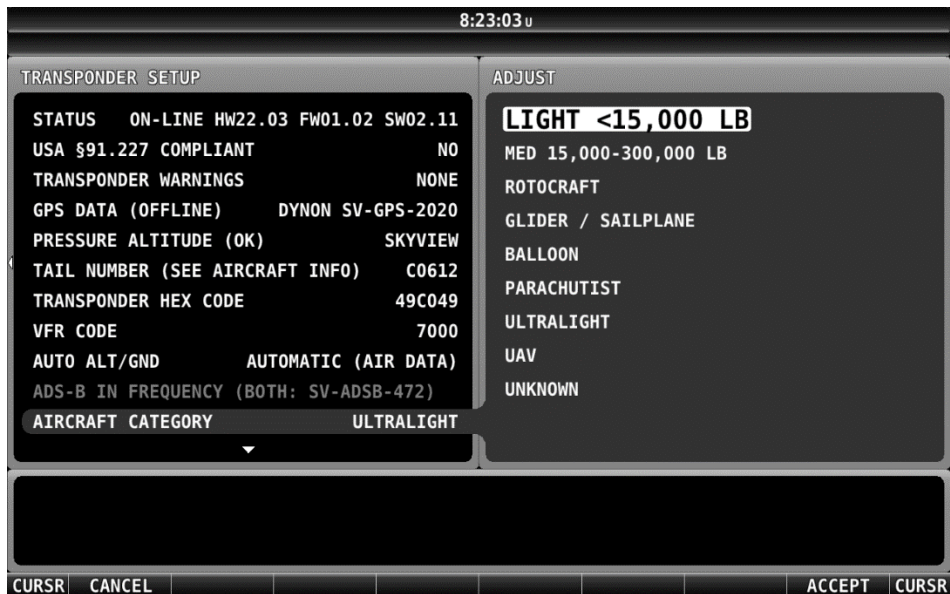 8:23:03 U
TRANSPONDER SETUP
STATUS ON-LINE HW22.03 FW01.02 SW02.11
USA §91.227 COMPLIANT NO
TRANSPONDER WARNINGS NONE
GPS DATA (OFFLINE) DYNON SV-GPS-2020
PRESSURE ALTITUDE (OK) SKYVIEW
TAIL NUMBER (SEE AIRCRAFT INFO) C0612
TRANSPONDER HEX CODE 49C049
VFR CODE 7000
AUTO ALT/GND AUTOMATIC (AIR DATA)
ADS-B IN FREQUENCY (BOTH: SV-ADSB-472)
AIRCRAFT CATEGORY ULTRALIGHT
ADJUST
LIGHT <15,000 LB
MED 15,000-300,000 LB
ROTOCRAFT
GLIDER / SAILPLANE
BALLOON
PARACHUTIST
ULTRALIGHT
UAV
UNKNOWN
CURSR CANCEL ACCEPT CURSR